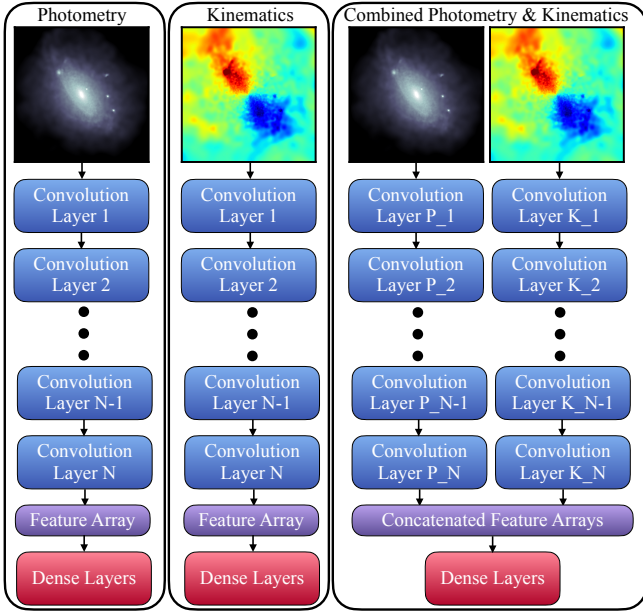 Photometry
Convolution
Layer 1
Convolution
Layer 2
Convolution
Layer N-1
Convolution
Layer N
Feature Array
Dense Layers
Kinematics
Convolution
Layer 1
Convolution
Layer 2
Convolution
Layer N-1
Convolution
Layer N
Feature Array
Dense Layers
Combined Photometry & Kinematics
Convolution
Layer P_1
Convolution
Layer K_1
Convolution
Layer P_2
Convolution
Layer K_2
Convolution
Layer P_N-1
Convolution
Layer K_N-1
Convolution
Layer P_N
Convolution
Layer K_N
Concatenated Feature Arrays
Dense Layers